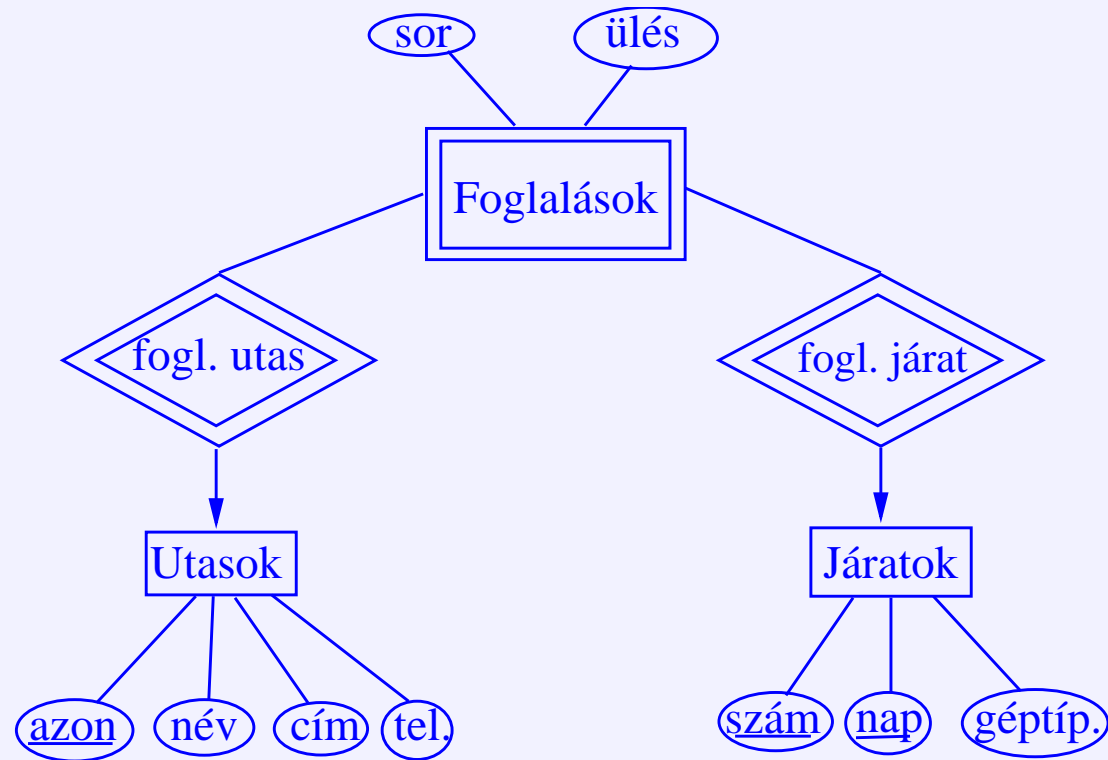 sor ülés
Foglalások
fogl. utas fogl. járat
Utasok Járatok
azon név cím tel. szám nap géptíp.